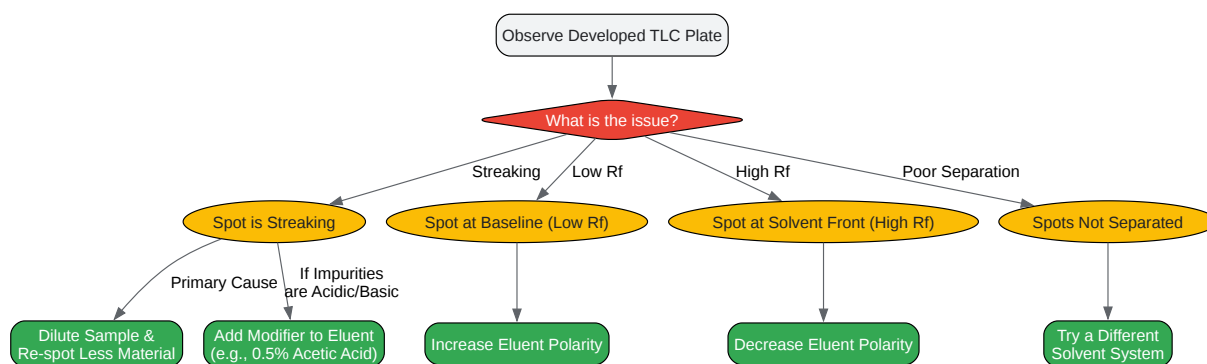 Observe Developed TLC Plate
What is the issue?
Streaking
Low Rf
High Rf
Poor Separation
Spot is Streaking
Spot at Baseline (Low Rf)
Spot at Solvent Front (High Rf)
Spots Not Separated
Primary Cause
If Impurities
are Acidic/Basic
Dilute Sample &
Re-spot Less Material
Add Modifier to Eluent
(e.g., 0.5% Acetic Acid)
Increase Eluent Polarity
Decrease Eluent Polarity
Try a Different
Solvent System